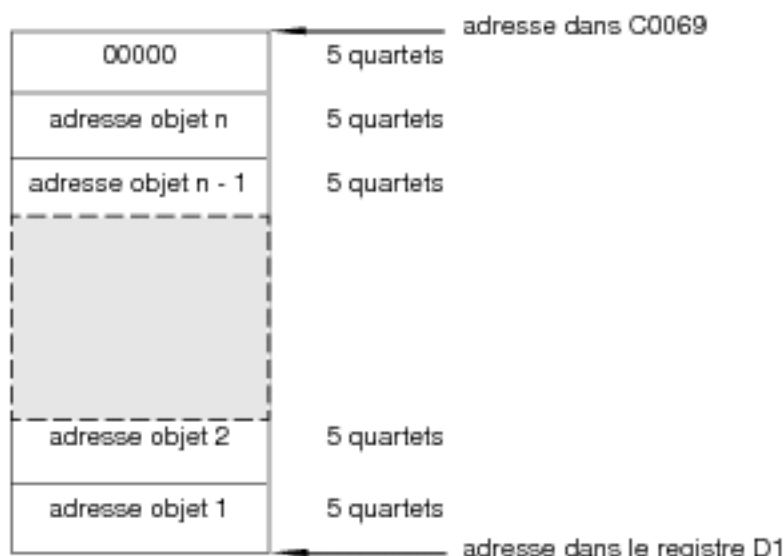 adresse dans C0069
00000 5 quartets
adresse objet n 5 quartets
adresse objet n - 1 5 quartets
adresse objet 2 5 quartets
adresse objet 1 5 quartets
adresse dans le registre D1